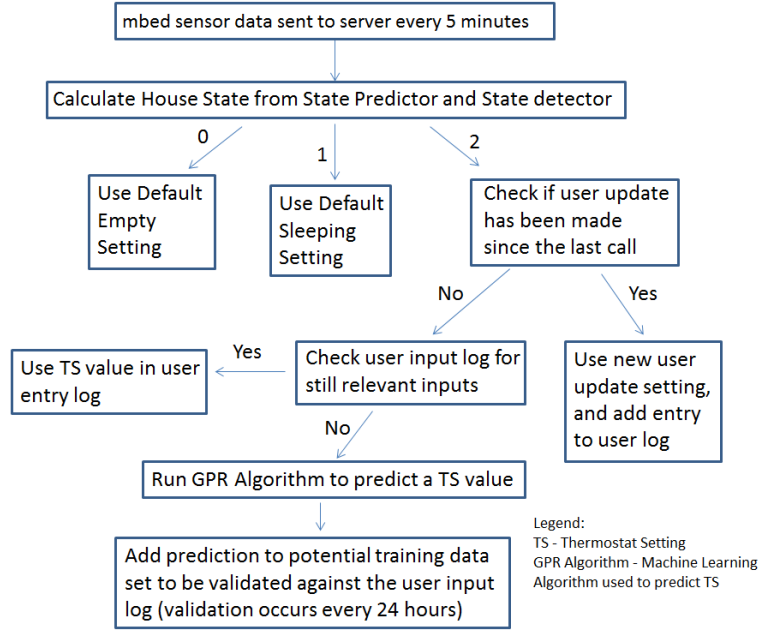 mbed sensor data sent to server every 5 minutes
Calculate House State from State Predictor and State detector
0
1
2
Use Default
Empty
Setting
Use Default
Sleeping
Setting
Check if user update
has been made
since the last call
No
Yes
Yes
Use TS value in user
entry log
Check user input log for
still relevant inputs
Use new user
update setting,
and add entry
to user log
No
Run GPR Algorithm to predict a TS value
Add prediction to potential training data
set to be validated against the user input
log (validation occurs every 24 hours)
Legend:
TS - Thermostat Setting
GPR Algorithm - Machine Learning
Algorithm used to predict TS